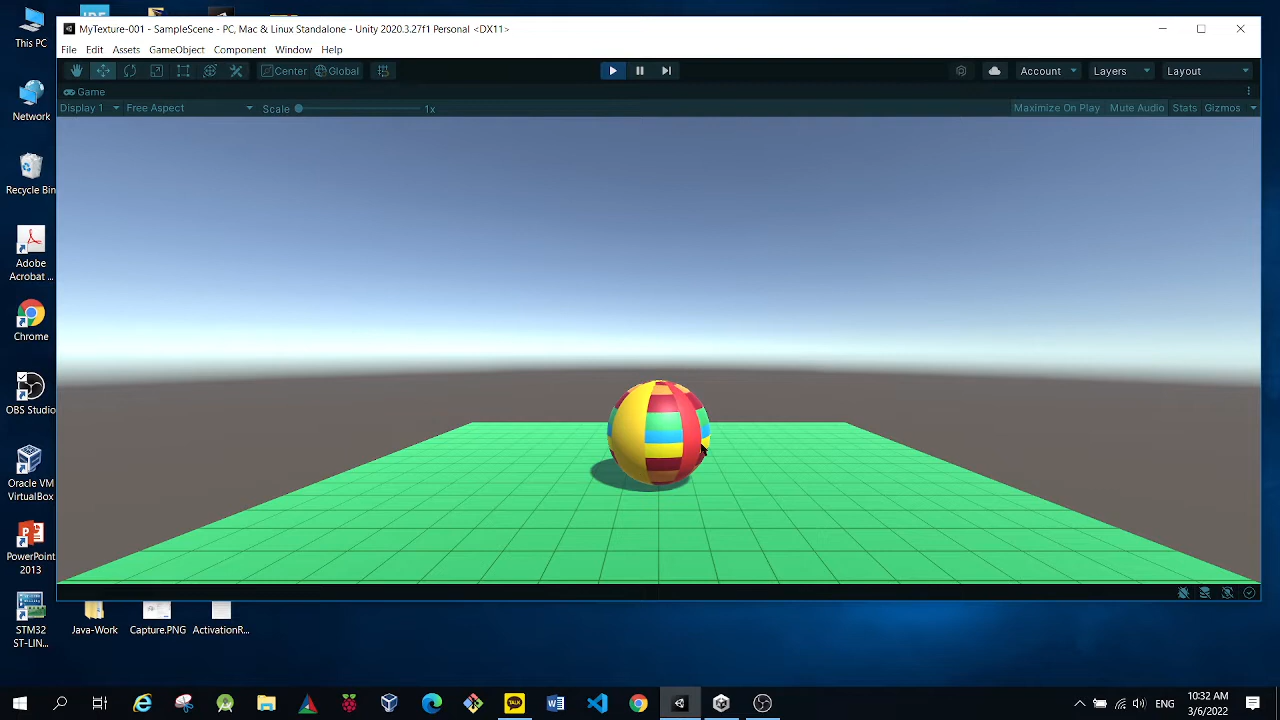 This PC
Network
Recycle Bin
Adobe
Acrobat ...
Chrome
OBS Studio
Oracle VM
VirtualBox
PowerPoint
2013
STM32
ST-LIN...
Java-Work
Capture.PNG
ActivationR...
MyTexture-001 - SampleScene - PC, Mac & Linux Standalone - Unity 2020.3.27f1 Personal <DX11>
File Edit Assets GameObject Component Window Help
Center Global Account Layers Layout
Game
Display 1 Free Aspect Scale 1x Maximize On Play Mute Audio Stats Gizmos
TALK
ENG
10:32 AM
3/6/2022